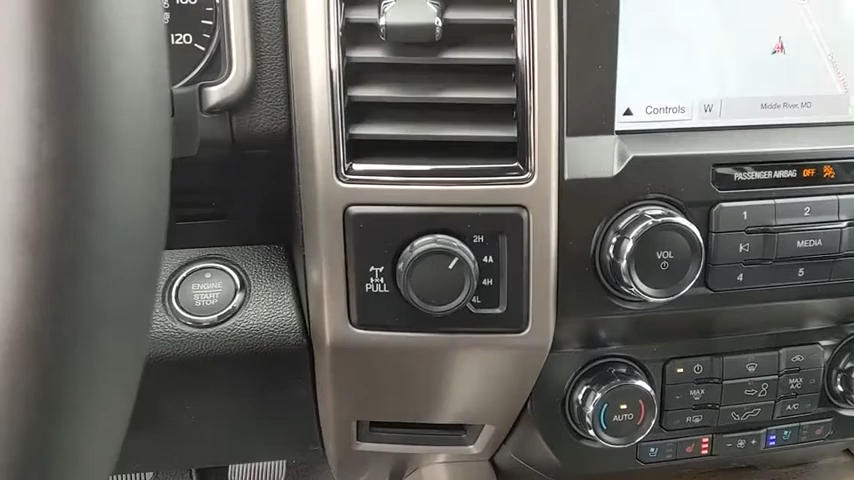 100
120
Controls
W
Middle River, MD
PASSENGER AIRBAG OFF
1
2
VOL
MEDIA
4
5
2H
4A
4H
4L
PULL
ENGINE
START
STOP
AUTO
MAX
R
MAX
A/C
A/C